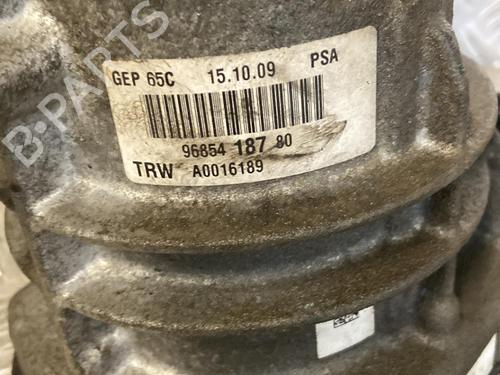 GEP 65C 15.10.09 PSA
96854 187 80
TRW A0016189
B-PARTS